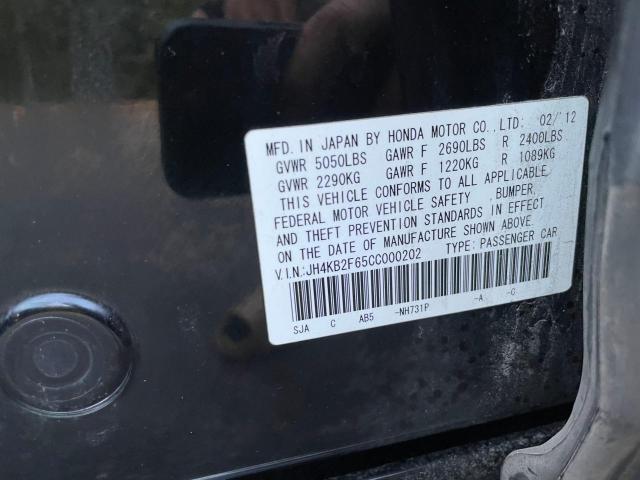 MFD. IN JAPAN BY HONDA MOTOR CO., LTD: 02/'12
GVWR 5050LBS GAWR F 2690LBS R 2400LBS
GVWR 2290KG GAWR F 1220KG R 1089KG
THIS VEHICLE CONFORMS TO ALL APPLICABLE
FEDERAL MOTOR VEHICLE SAFETY ,BUMPER,
AND THEFT PREVENTION STANDARDS IN EFFECT
ON THE DATE OF MANUFACTURE SHOWN ABOVE.
V.I.N:JH4KB2F65CC000202 TYPE: PASSENGER CAR
SJA C AB5 -NH731P -A -C